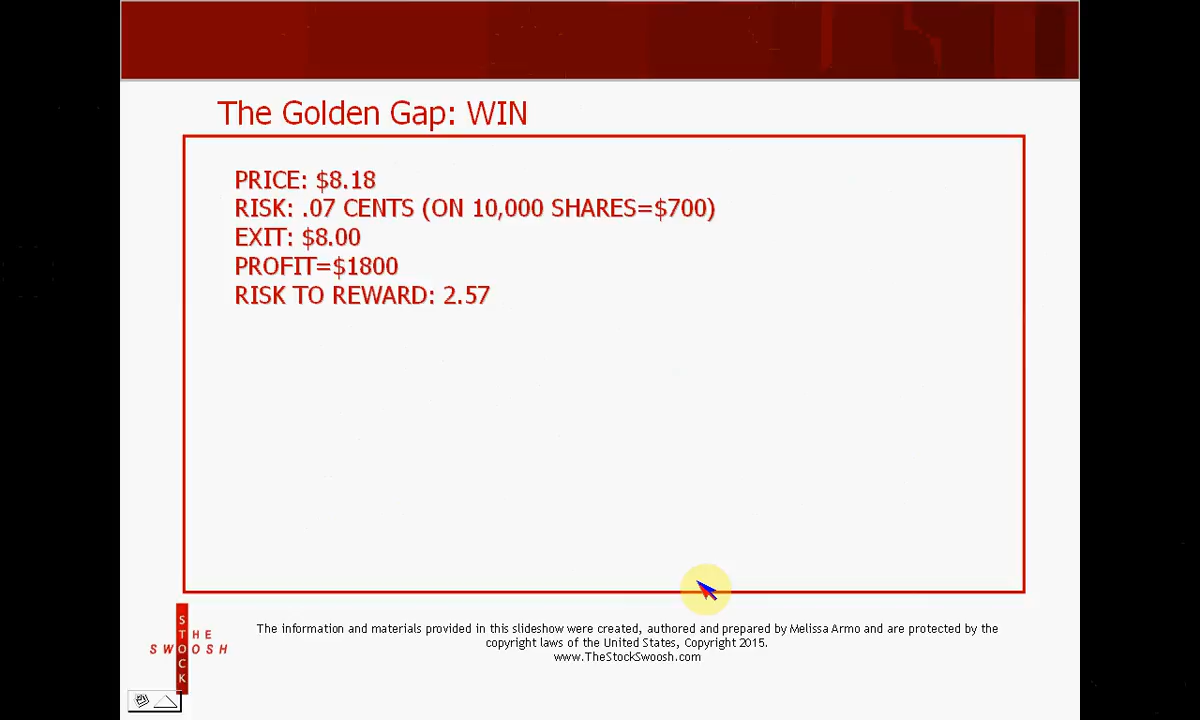 The Golden Gap: WIN
PRICE: $8.18
RISK: .07 CENTS (ON 10,000 SHARES=$700)
EXIT: $8.00
PROFIT=$1800
RISK TO REWARD: 2.57
THE
STOCK
SWOOSH
The information and materials provided in this slideshow were created, authored and prepared by Melissa Armo and are protected by the
copyright laws of the United States, Copyright 2015.
www.TheStockSwoosh.com